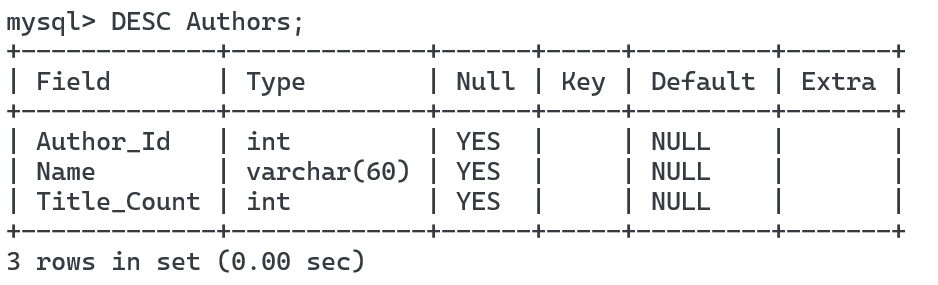 mysql> DESC Authors;
+-------------+-------------+------+-----+---------+-------+
| Field       | Type        | Null | Key | Default | Extra |
+-------------+-------------+------+-----+---------+-------+
| Author_Id   | int         | YES  |     | NULL    |       |
| Name        | varchar(60) | YES  |     | NULL    |       |
| Title_Count | int         | YES  |     | NULL    |       |
+-------------+-------------+------+-----+---------+-------+
3 rows in set (0.00 sec)